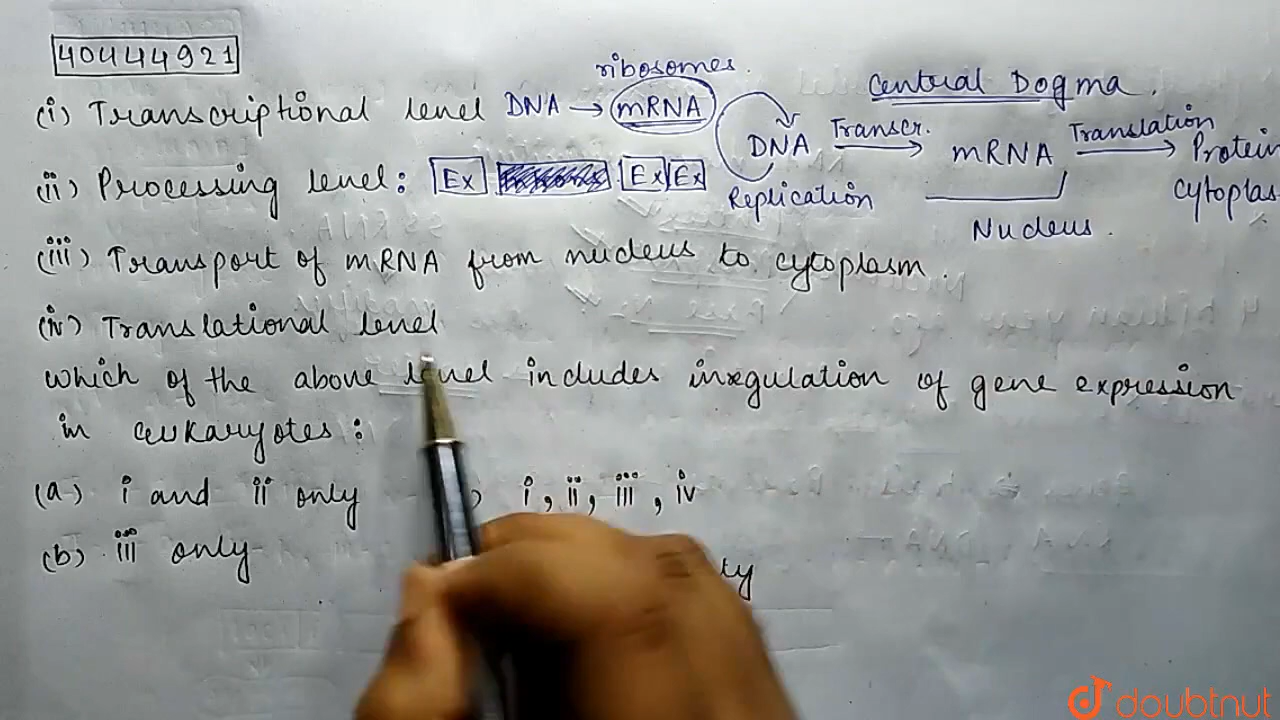 40444921
ribosomes.
Central Dogma.
(i) Transcriptional level DNA → mRNA
DNA Transcr. → mRNA Translation → Protein
(ii) Processing level: Ex Ex Ex
Replication
cytoplas
Nucleus.
(iii) Transport of mRNA from nucleus to cytoplasm.
(iv) Translational level
which of the above level includes inregulation of gene expression
in eukaryotes:
(a) i and ii only ) i, ii, iii, iv
(b) iii only
doubtnut